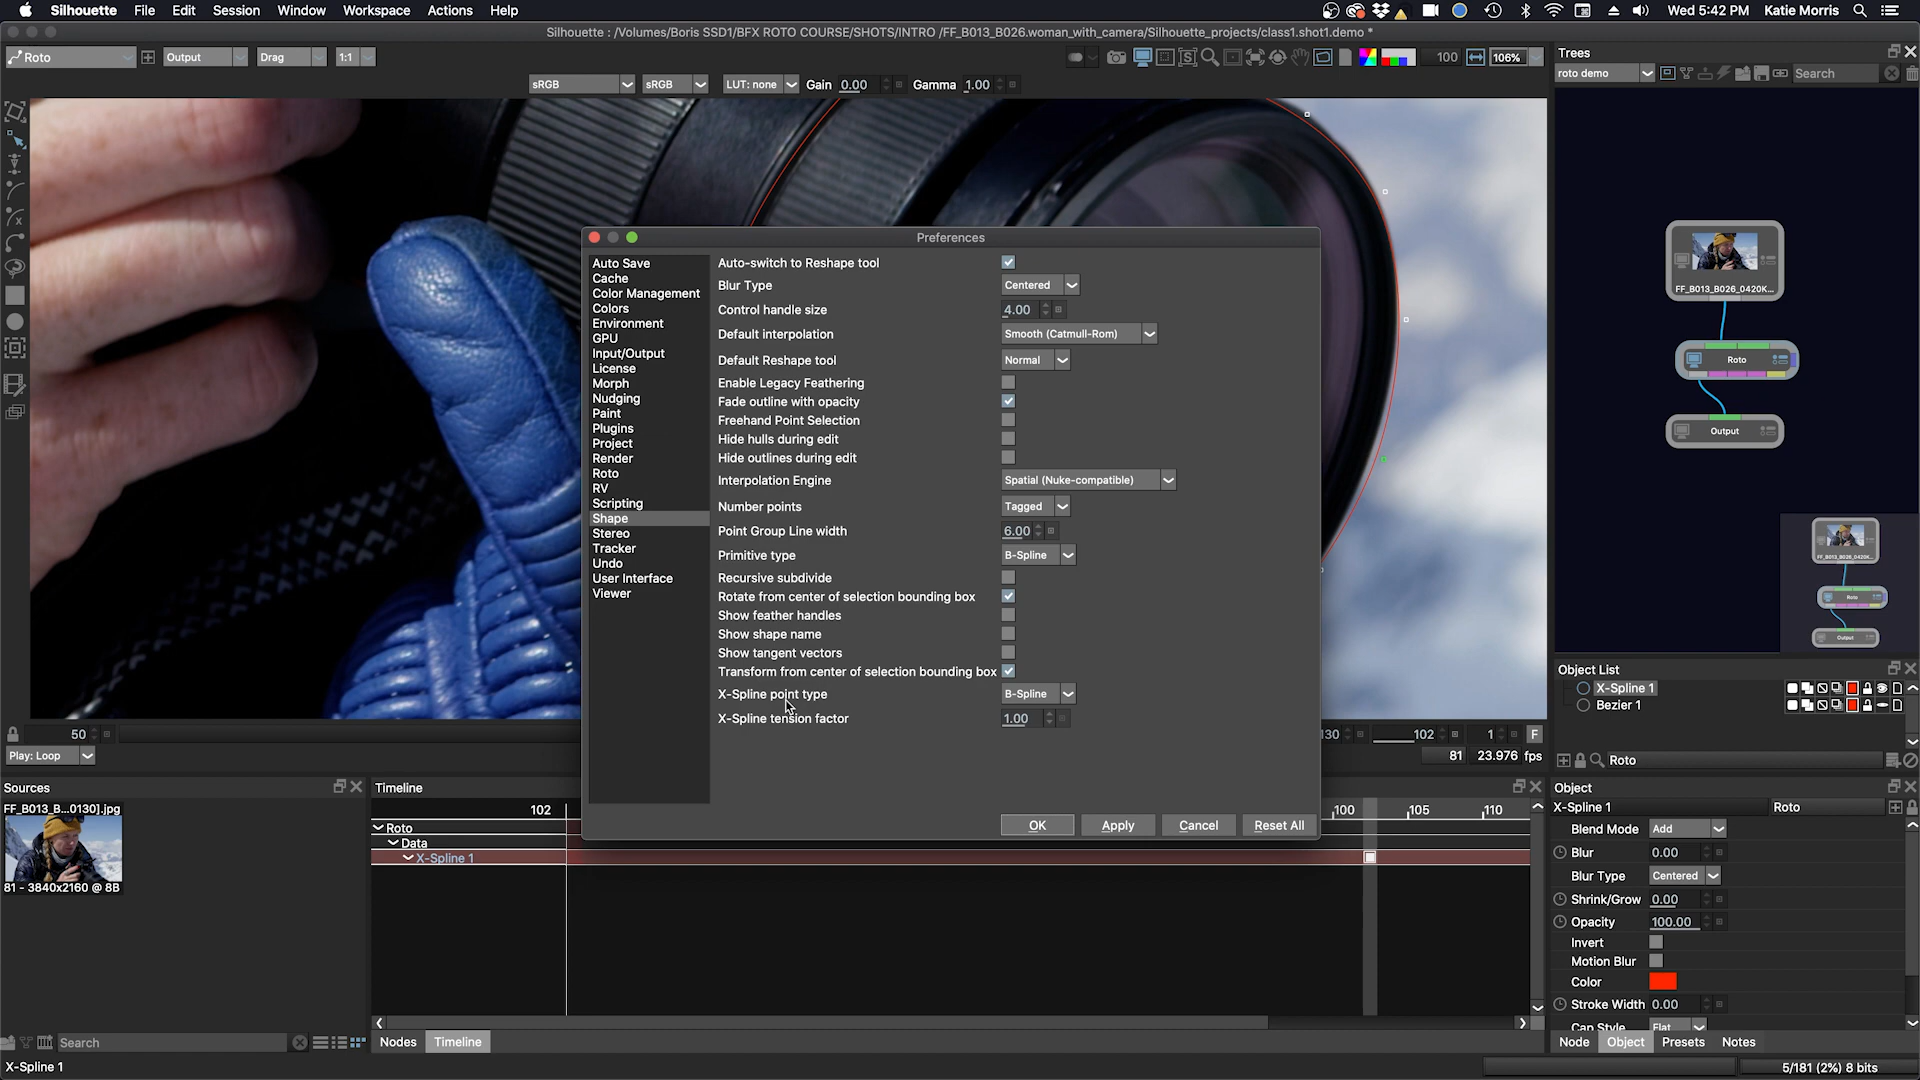 Silhouette File Edit Session Window Workspace Actions Help
Wed 5:42 PM Katie Morris
Silhouette : /Volumes/Boris SSD1/BFX ROTO COURSE/SHOTS/INTRO /FF_B013_B026.woman_with_camera/Silhouette_projects/class1.shot1.demo *
Roto Output Drag 1:1 100 106%
sRGB sRGB LUT: none Gain 0.00 Gamma 1.00
Trees
roto demo Search
FF_B013_B026_0420K...
Roto
Output
FF_B013_B026_0420K...
Roto
Output
Preferences
Auto Save
Cache
Color Management
Colors
Environment
GPU
Input/Output
License
Morph
Nudging
Paint
Plugins
Project
Render
Roto
RV
Scripting
Shape
Stereo
Tracker
Undo
User Interface
Viewer
Auto-switch to Reshape tool
Blur Type Centered
Control handle size 4.00
Default interpolation Smooth (Catmull-Rom)
Default Reshape tool Normal
Enable Legacy Feathering
Fade outline with opacity
Freehand Point Selection
Hide hulls during edit
Hide outlines during edit
Interpolation Engine Spatial (Nuke-compatible)
Number points Tagged
Point Group Line width 6.00
Primitive type B-Spline
Recursive subdivide
Rotate from center of selection bounding box
Show feather handles
Show shape name
Show tangent vectors
Transform from center of selection bounding box
X-Spline point type B-Spline
X-Spline tension factor 1.00
OK Apply Cancel Reset All
Object List
X-Spline 1
Bezier 1
Roto
50 130 102 1 F
Play: Loop 81 23.976 fps
Sources
FF_B013_B...0130].jpg
81 - 3840x2160 @ 8B
Search
Timeline
102 100 105 110
Roto
Data
X-Spline 1
Nodes Timeline
Object
X-Spline 1 Roto
Blend Mode Add
Blur 0.00
Blur Type Centered
Shrink/Grow 0.00
Opacity 100.00
Invert
Motion Blur
Color
Stroke Width 0.00
Cap Style Flat
Node Object Presets Notes
X-Spline 1
5/181 (2%) 8 bits